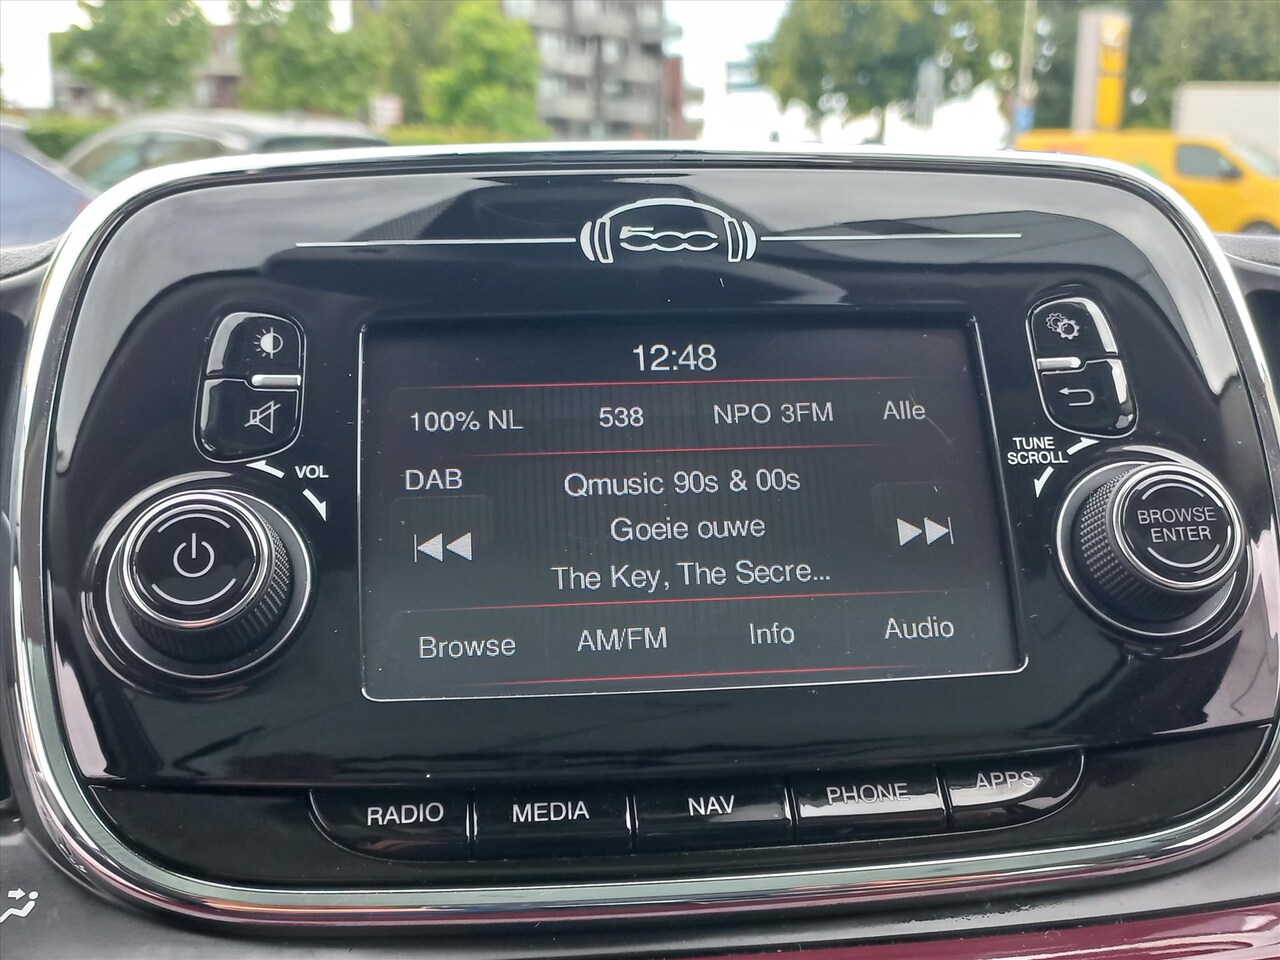 500
12:48
100% NL 538 NPO 3FM Alle
DAB Qmusic 90s & 00s
Goeie ouwe
The Key, The Secre...
Browse AM/FM Info Audio
VOL
TUNE
SCROLL
BROWSE
ENTER
RADIO MEDIA NAV PHONE APPS